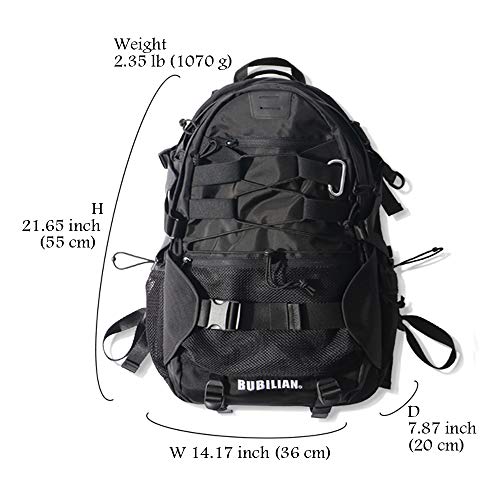 Weight
2.35 lb (1070 g)
H
21.65 inch
(55 cm)
BUBILIAN®
D
7.87 inch
(20 cm)
W 14.17 inch (36 cm)